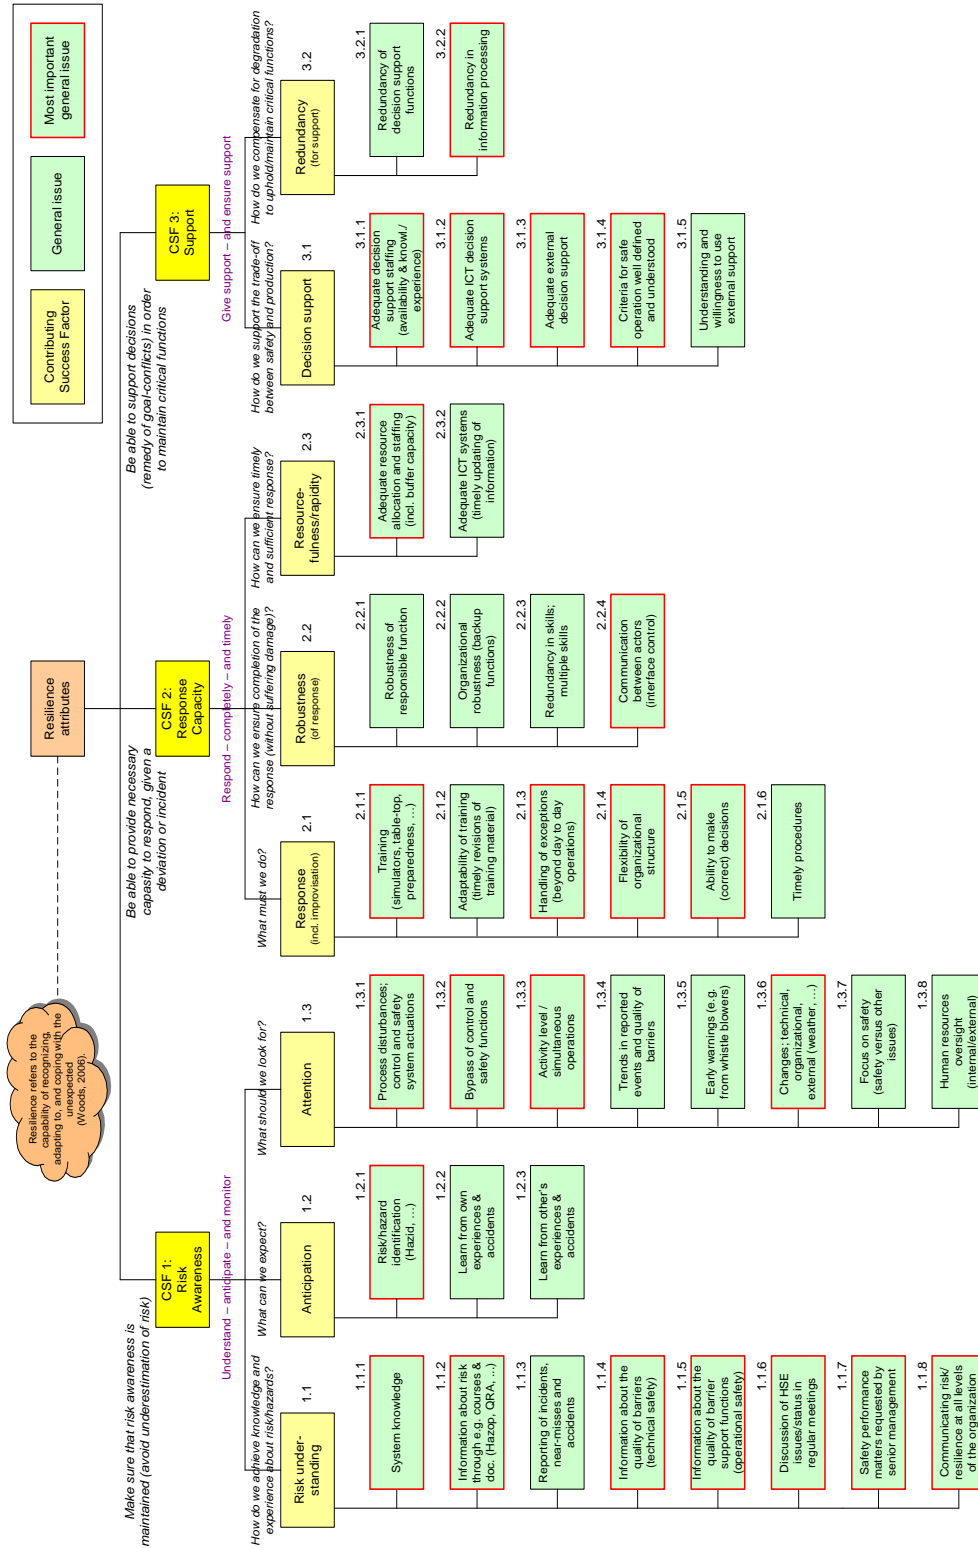 Resilience refers to the
capability of recognizing,
adapting to, and coping with the
unexpected
(Woods, 2006).
Resilience
attributes
Contributing
Success Factor
General issue
Most important
general issue
Make sure that risk awareness is
maintained (avoid underestimation of risk)
CSF 1:
Risk
Awareness
Understand – anticipate – and monitor
How do we achieve knowledge and
experience about risk/hazards?
Risk under-
standing
1.1
1.1.1
System knowledge
1.1.2
Information about risk
through e.g. courses &
doc. (Hazop, QRA, ...)
1.1.3
Reporting of incidents,
near-misses and
accidents
1.1.4
Information about the
quality of barriers
(technical safety)
1.1.5
Information about the
quality of barrier
support functions
(operational safety)
1.1.6
Discussion of HSE
issues/status in
regular meetings
1.1.7
Safety performance
matters requested by
senior management
1.1.8
Communicating risk/
resilience at all levels
of the organization
What can we expect?
Anticipation
1.2
1.2.1
Risk/hazard
identification
(Hazid, …)
1.2.2
Learn from own
experiences &
accidents
1.2.3
Learn from other's
experiences &
accidents
What should we look for?
Attention
1.3
1.3.1
Process disturbances;
control and safety
system actuations
1.3.2
Bypass of control and
safety functions
1.3.3
Activity level /
simultaneous
operations
1.3.4
Trends in reported
events and quality of
barriers
1.3.5
Early warnings (e.g.
from whistle blowers)
1.3.6
Changes; technical,
organizational,
external (weather, …)
1.3.7
Focus on safety
(safety versus other
issues)
1.3.8
Human resources
oversight
(internal/external)
Be able to provide necessary
capasity to respond, given a
deviation or incident
CSF 2:
Response
Capacity
Respond – completely – and timely
What must we do?
Response
(incl. improvisation)
2.1
2.1.1
Training
(simulators, table-top,
preparedness, …)
2.1.2
Adaptability of training
(timely revisions of
training material)
2.1.3
Handling of exceptions
(beyond day to day
operations)
2.1.4
Flexibility of
organizational
structure
2.1.5
Ability to make
(correct) decisions
2.1.6
Timely procedures
How can we ensure completion of the
response (without suffering damage)?
Robustness
(of response)
2.2
2.2.1
Robustness of
responsible function
2.2.2
Organizational
robustness (backup
functions)
2.2.3
Redundancy in skills;
multiple skills
2.2.4
Communication
between actors
(interface control)
How can we ensure timely
and sufficient response?
Resource-
fulness/rapidity
2.3
2.3.1
Adequate resource
allocation and staffing
(incl. buffer capacity)
2.3.2
Adequate ICT systems
(timely updating of
information)
Be able to support decisions
(remedy of goal-conflicts) in order
to maintain critical functions
CSF 3:
Support
Give support – and ensure support
How do we support the trade-off
between safety and production?
Decision support
3.1
3.1.1
Adequate decision
support staffing
(availability & knowl./
experience)
3.1.2
Adequate ICT decision
support systems
3.1.3
Adequate external
decision support
3.1.4
Criteria for safe
operation well defined
and understood
3.1.5
Understanding and
willingness to use
external support
How do we compensate for degradation
to uphold/maintain critical functions?
Redundancy
(for support)
3.2
3.2.1
Redundancy of
decision support
functions
3.2.2
Redundancy in
information processing